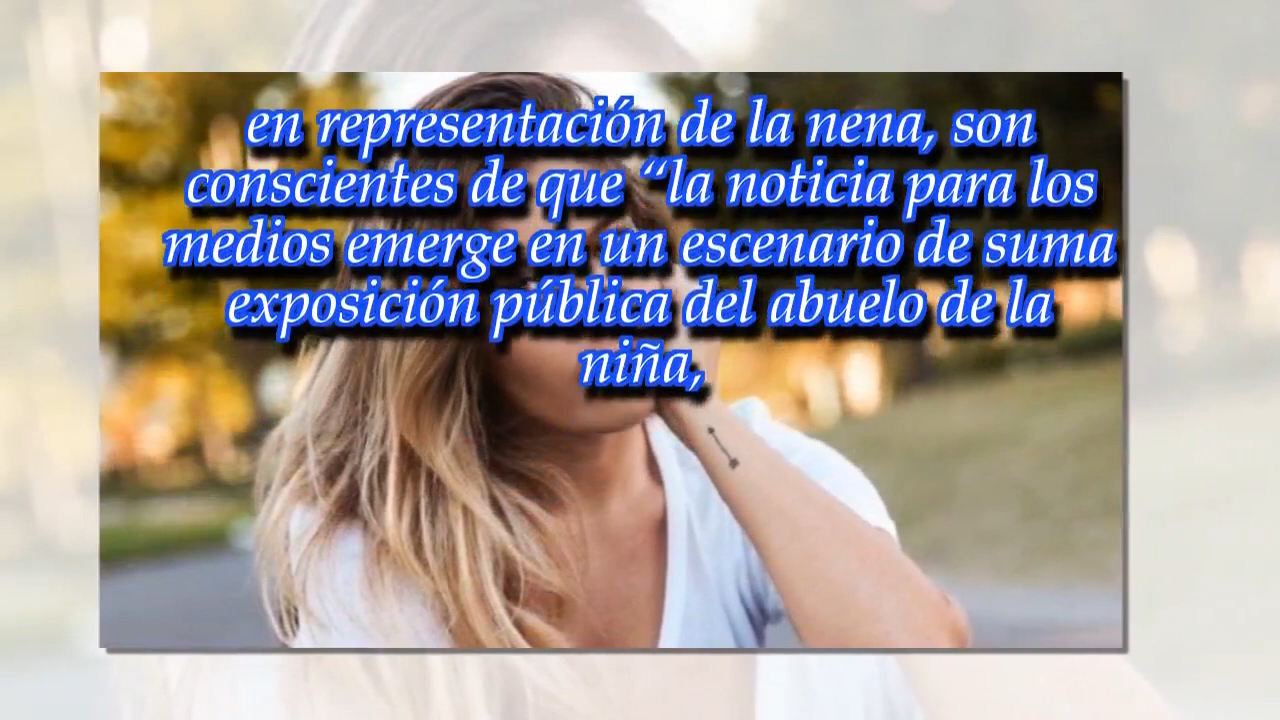 en representación de la nena, son
conscientes de que “la noticia para los
medios emerge en un escenario de suma
exposición pública del abuelo de la
niña,